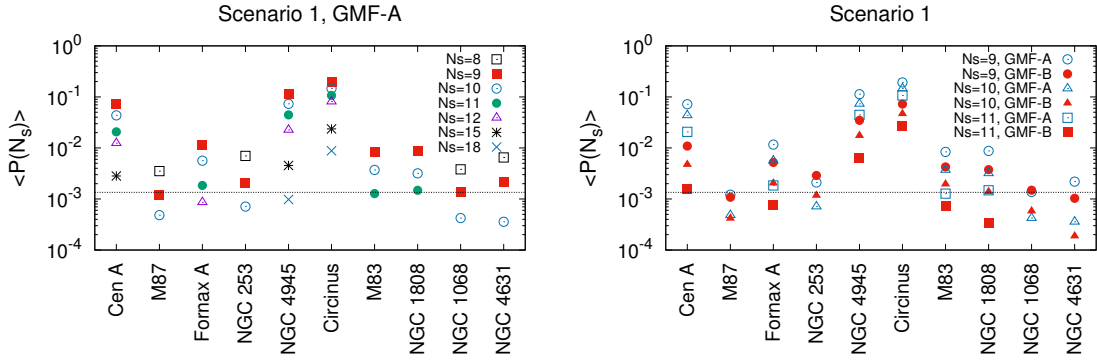 Scenario 1, GMF-A
<P(Ns)>
10^0
10^-1
10^-2
10^-3
10^-4
Ns=8
Ns=9
Ns=10
Ns=11
Ns=12
Ns=15
Ns=18
Cen A
M87
Fornax A
NGC 253
NGC 4945
Circinus
M83
NGC 1808
NGC 1068
NGC 4631
Scenario 1
<P(Ns)>
10^0
10^-1
10^-2
10^-3
10^-4
Ns=9, GMF-A
Ns=9, GMF-B
Ns=10, GMF-A
Ns=10, GMF-B
Ns=11, GMF-A
Ns=11, GMF-B
Cen A
M87
Fornax A
NGC 253
NGC 4945
Circinus
M83
NGC 1808
NGC 1068
NGC 4631